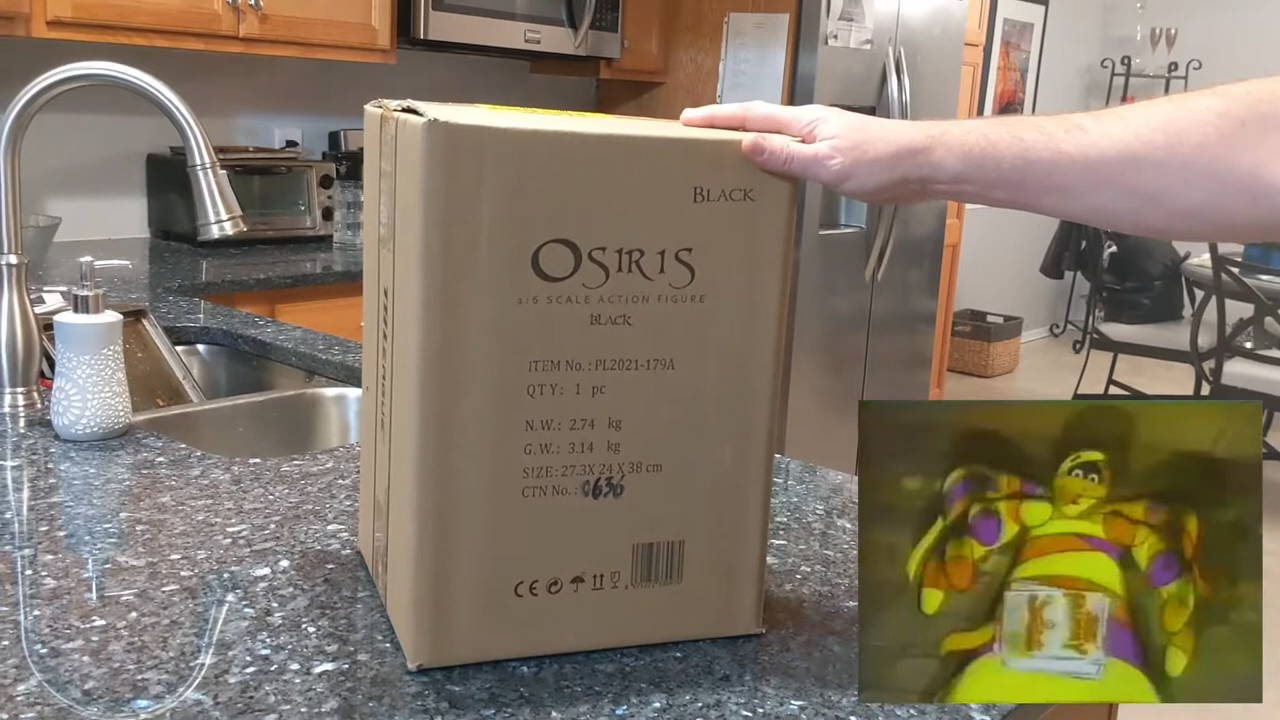 BLACK
OSIRIS
1:6 SCALE ACTION FIGURE
BLACK
ITEM No.: PL2021-179A
QTY: 1 pc
N.W.: 2.74 kg
G.W.: 3.14 kg
SIZE: 27.3X 24 X 38 cm
CTN No.: 0636
CE